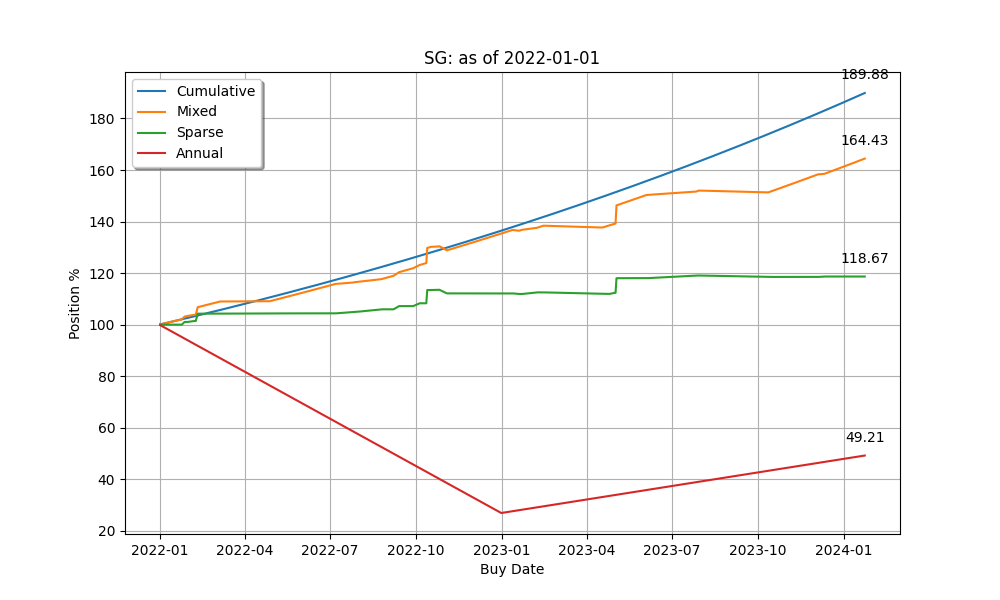 SG: as of 2022-01-01
Cumulative
Mixed
Sparse
Annual
189.88
164.43
118.67
49.21
180
160
140
120
100
80
60
40
20
Position %
2022-01 2022-04 2022-07 2022-10 2023-01 2023-04 2023-07 2023-10 2024-01
Buy Date